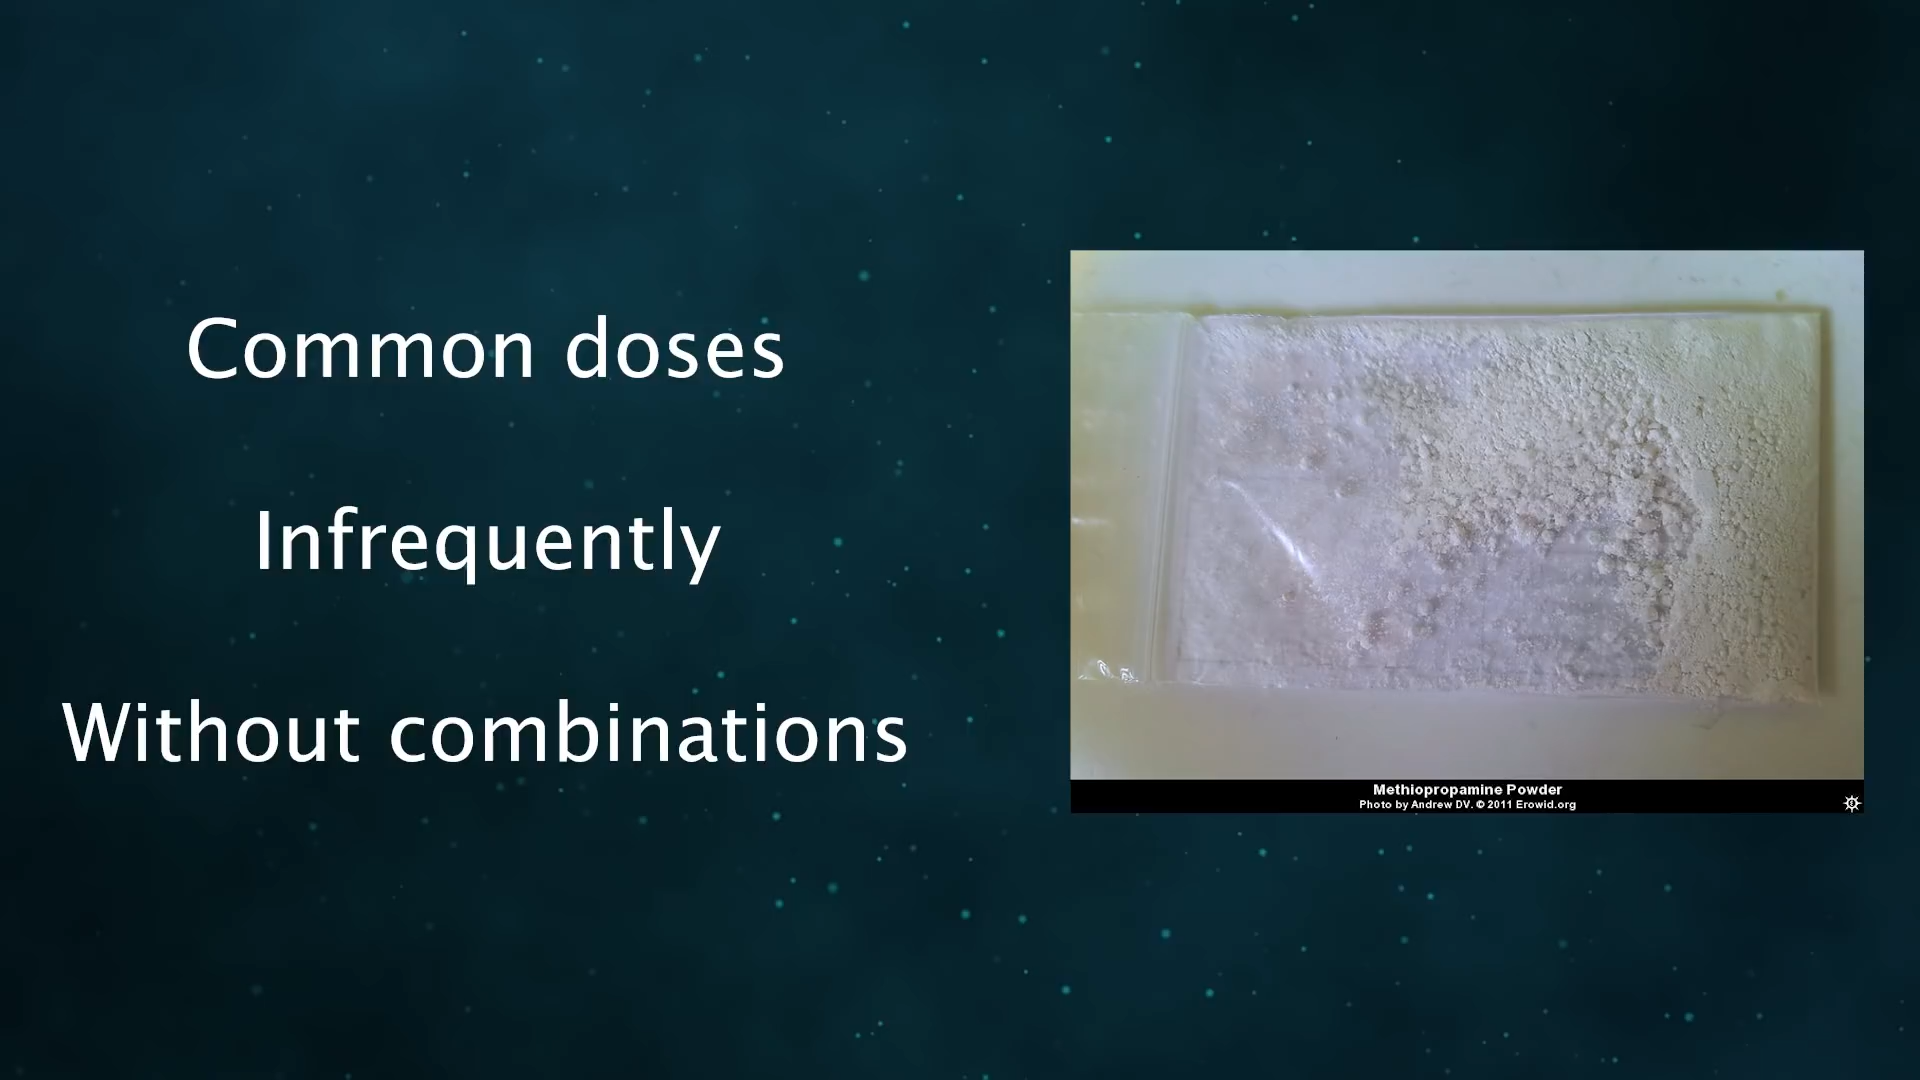 Common doses
Infrequently
Without combinations
Methiopropamine Powder
Photo by Andrew DV. © 2011 Erowid.org